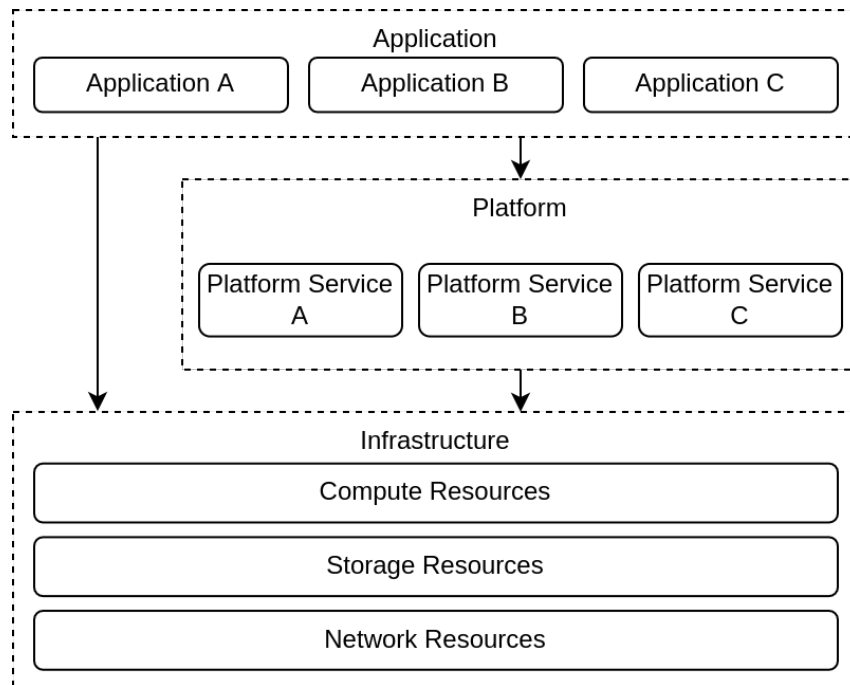 Application
Application A
Application B
Application C
Platform
Platform Service
A
Platform Service
B
Platform Service
C
Infrastructure
Compute Resources
Storage Resources
Network Resources